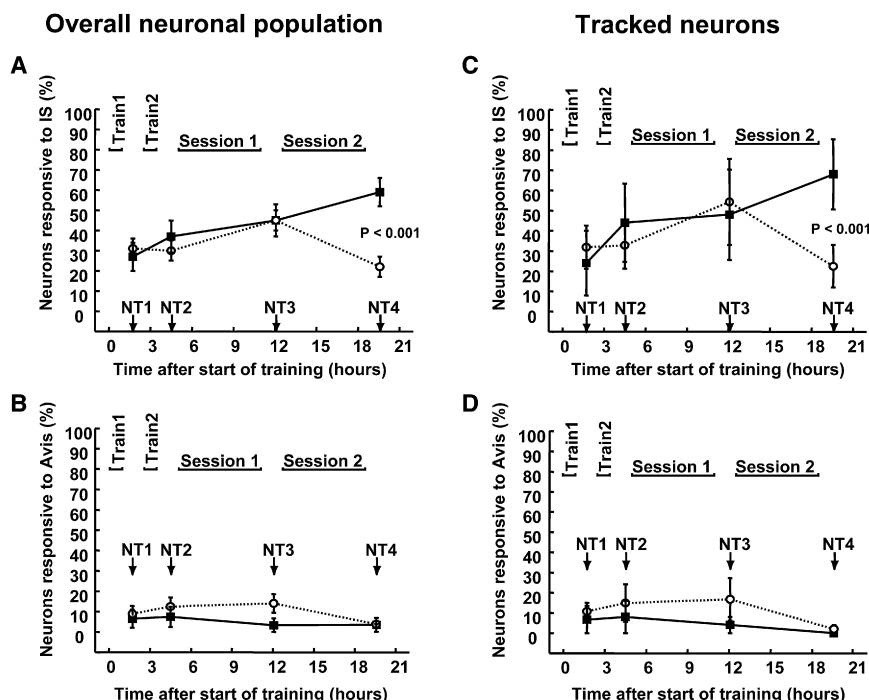 Overall neuronal population
Tracked neurons
A
Neurons responsive to IS (%)
100
90
80
70
60
50
40
30
20
10
0
Train1
Train2
Session 1
Session 2
P < 0.001
NT1 NT2 NT3 NT4
0 3 6 9 12 15 18 21
Time after start of training (hours)
C
Neurons responsive to IS (%)
100
90
80
70
60
50
40
30
20
10
0
Train1
Train2
Session 1
Session 2
P < 0.001
NT1 NT2 NT3 NT4
0 3 6 9 12 15 18 21
Time after start of training (hours)
B
Neurons responsive to Avis (%)
100
90
80
70
60
50
40
30
20
10
0
Train1
Train2
Session 1
Session 2
NT1 NT2 NT3 NT4
0 3 6 9 12 15 18 21
Time after start of training (hours)
D
Neurons responsive to Avis (%)
100
90
80
70
60
50
40
30
20
10
0
Train1
Train2
Session 1
Session 2
NT1 NT2 NT3 NT4
0 3 6 9 12 15 18 21
Time after start of training (hours)